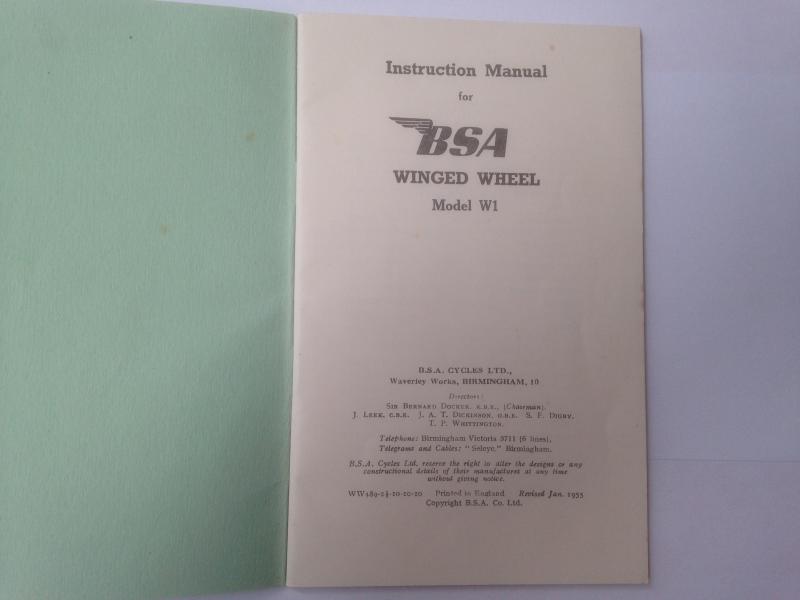 Instruction Manual
for
BSA
WINGED WHEEL
Model W1
B.S.A. CYCLES LTD.,
Waverley Works, BIRMINGHAM, 10
Directors:
SIR BERNARD DOCKER, K.B.E., (Chairman).
J. LEEK, C.B.E. J. A. T. DICKINSON, O.B.E. S. F. DIGBY.
T. P. WHITTINGTON.
Telephone: Birmingham Victoria 3711 (6 lines).
Telegrams and Cables: "Seleye," Birmingham.
B.S.A. Cycles Ltd. reserve the right to alter the designs or any
constructional details of their manufactures at any time
without giving notice.
Printed in England Revised Jan. 1955
Copyright B.S.A. Co. Ltd.